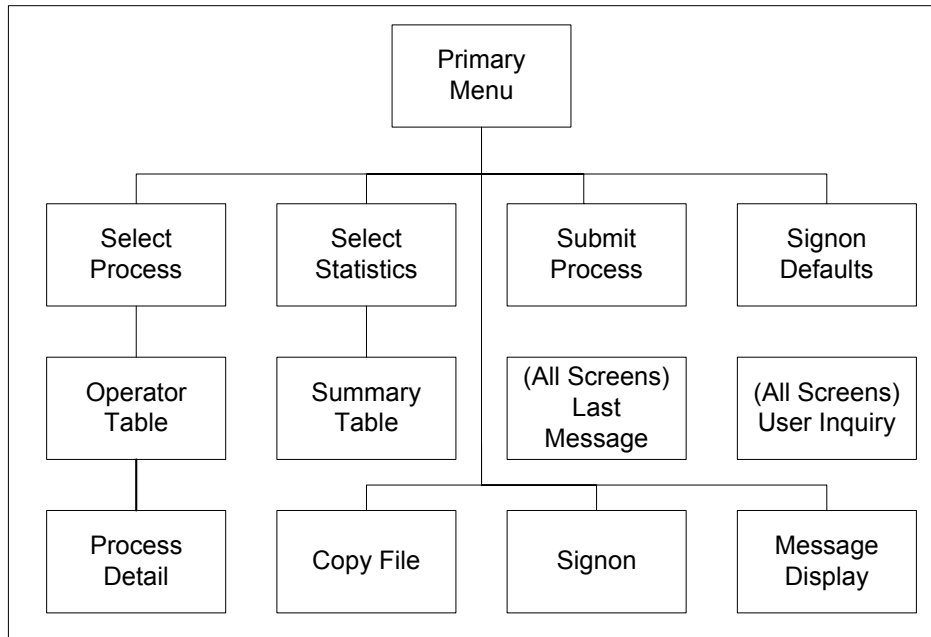 Primary
Menu
Select
Process
Select
Statistics
Submit
Process
Signon
Defaults
Operator
Table
Summary
Table
(All Screens)
Last
Message
(All Screens)
User Inquiry
Process
Detail
Copy File
Signon
Message
Display